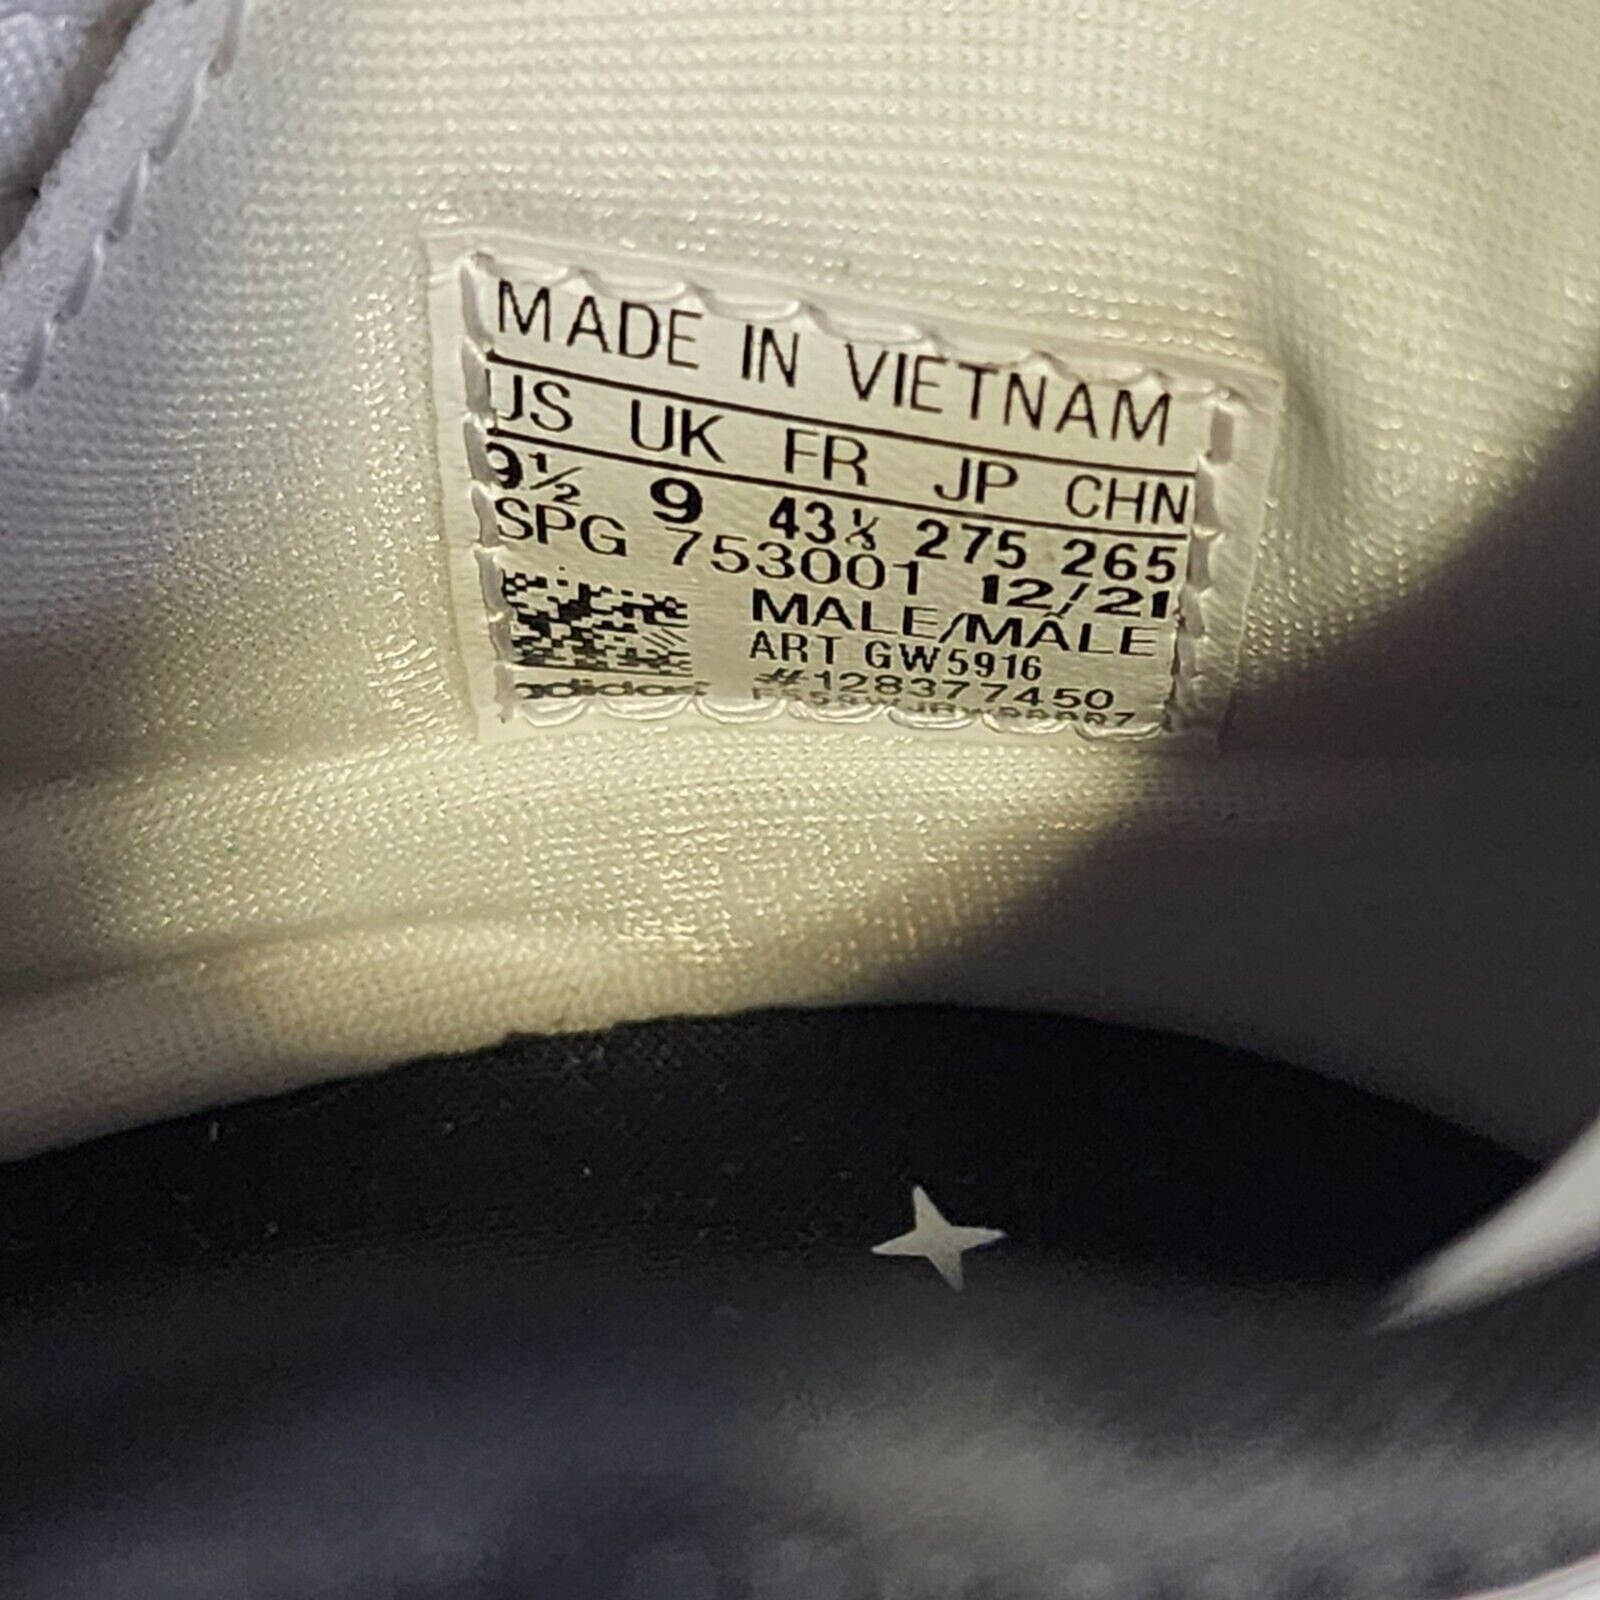 MADE IN VIETNAM
US UK FR JP CHN
9½ 9 43⅓ 275 265
SPG 753001 12/21
MALE/MÂLE
ART GW5916
#128377450
adidas